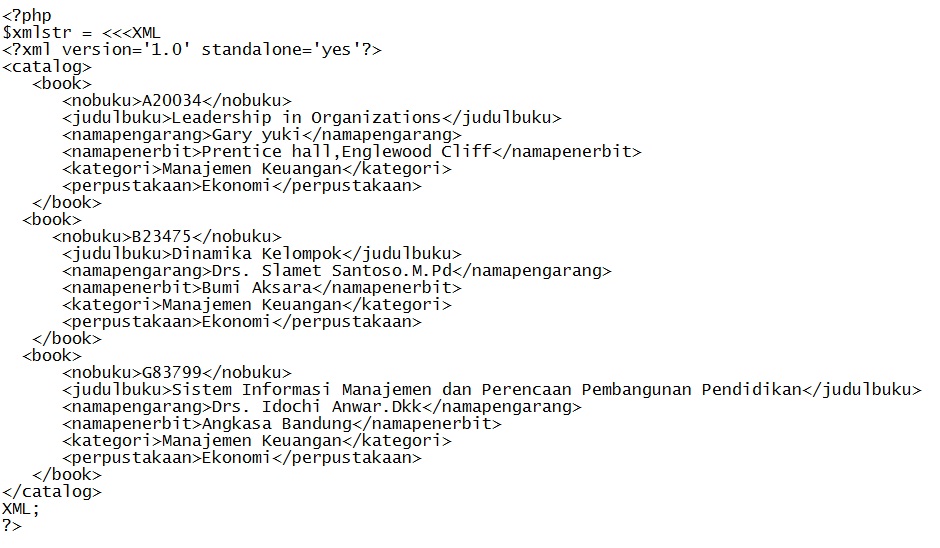 <?php
$xmlstr = <<<XML
<?xml version='1.0' standalone='yes'?>
<catalog>
   <book>
      <nobuku>A20034</nobuku>
      <judulbuku>Leadership in Organizations</judulbuku>
      <namapengarang>Gary yuki</namapengarang>
      <namapenerbit>Prentice hall,Englewood Cliff</namapenerbit>
      <kategori>Manajemen Keuangan</kategori>
      <perpustakaan>Ekonomi</perpustakaan>
   </book>
  <book>
     <nobuku>B23475</nobuku>
      <judulbuku>Dinamika Kelompok</judulbuku>
      <namapengarang>Drs. Slamet Santoso.M.Pd</namapengarang>
      <namapenerbit>Bumi Aksara</namapenerbit>
      <kategori>Manajemen Keuangan</kategori>
      <perpustakaan>Ekonomi</perpustakaan>
   </book>
  <book>
      <nobuku>G83799</nobuku>
      <judulbuku>Sistem Informasi Manajemen dan Perencaan Pembangunan Pendidikan</judulbuku>
      <namapengarang>Drs. Idochi Anwar.Dkk</namapengarang>
      <namapenerbit>Angkasa Bandung</namapenerbit>
      <kategori>Manajemen Keuangan</kategori>
      <perpustakaan>Ekonomi</perpustakaan>
   </book>
</catalog>
XML;
?>